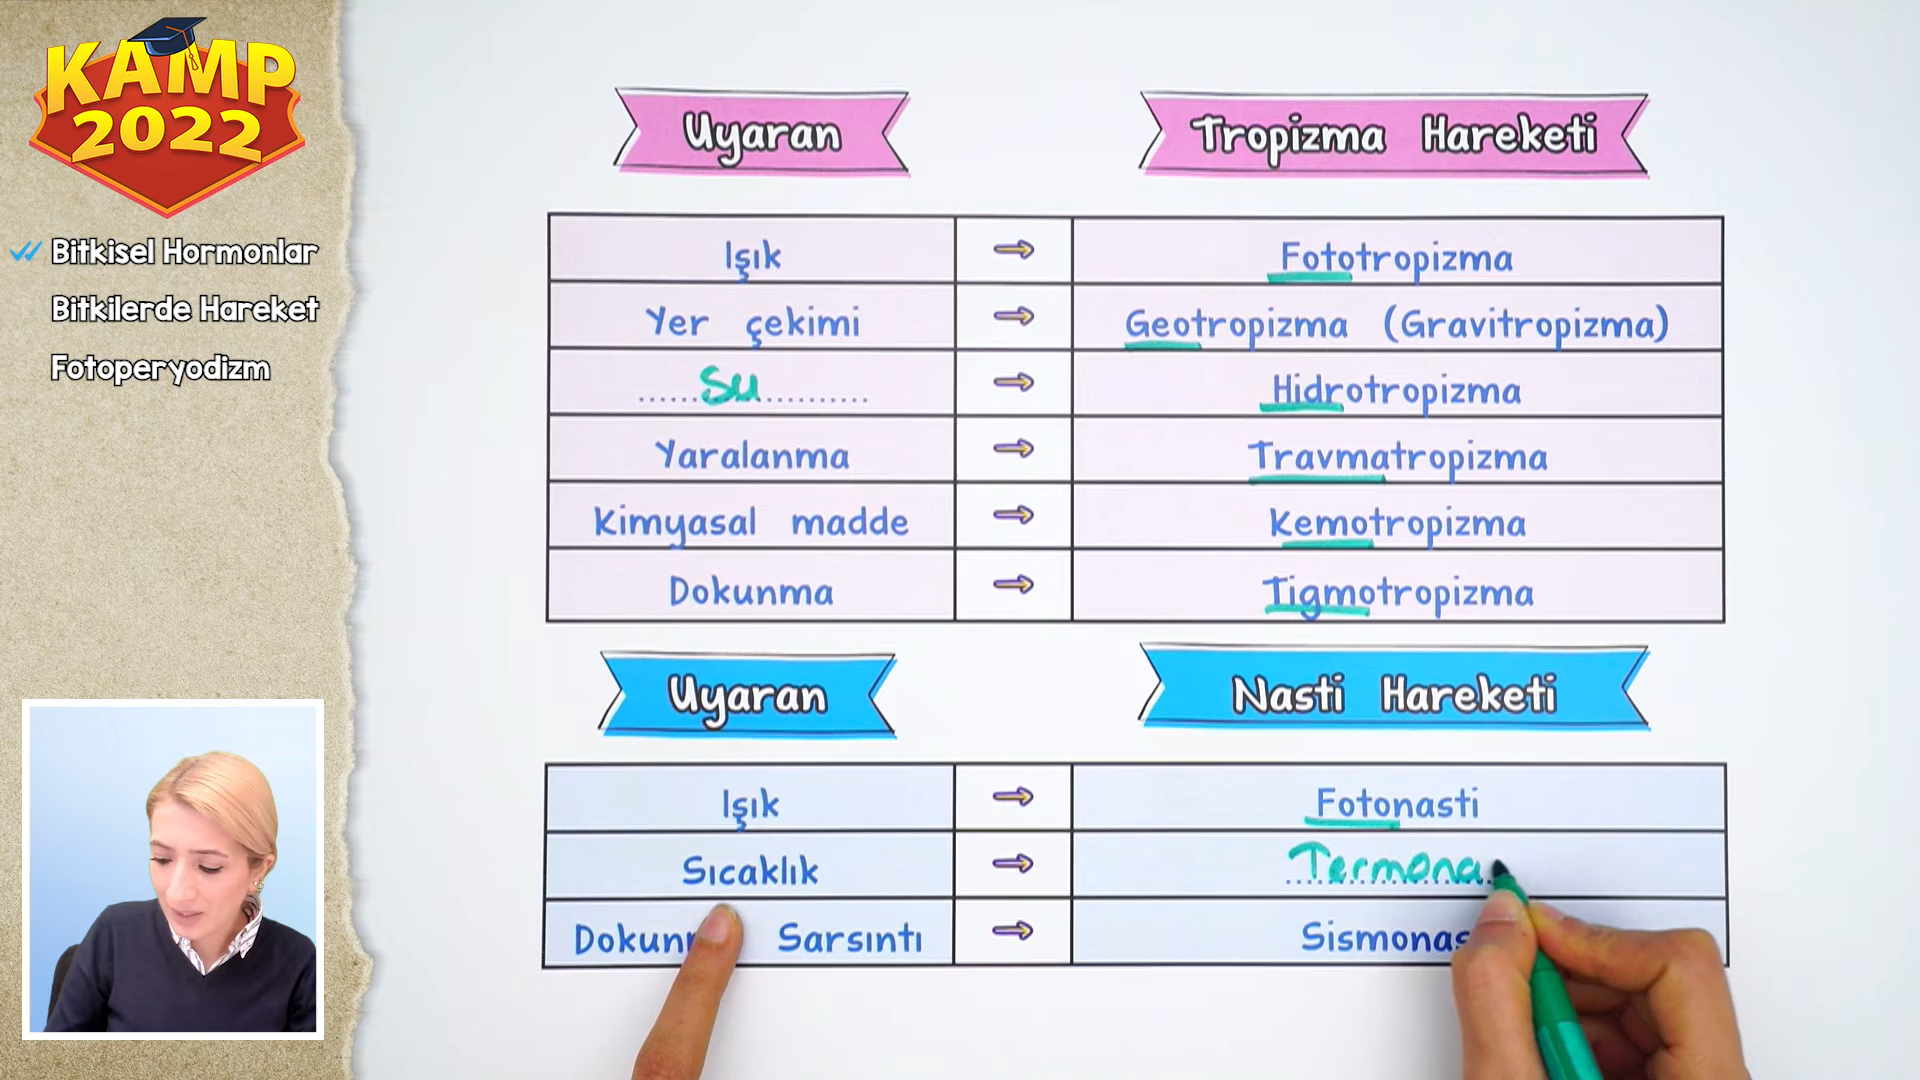 KAMP
2022
Bitkisel Hormonlar
Bitkilerde Hareket
Fotoperyodizm
Uyaran Tropizma Hareketi
Işık Fototropizma
Yer çekimi Geotropizma (Gravitropizma)
Su Hidrotropizma
Yaralanma Travmatropizma
Kimyasal madde Kemotropizma
Dokunma Tigmotropizma
Uyaran Nasti Hareketi
Işık Fotonasti
Sıcaklık Termona
Sarsıntı